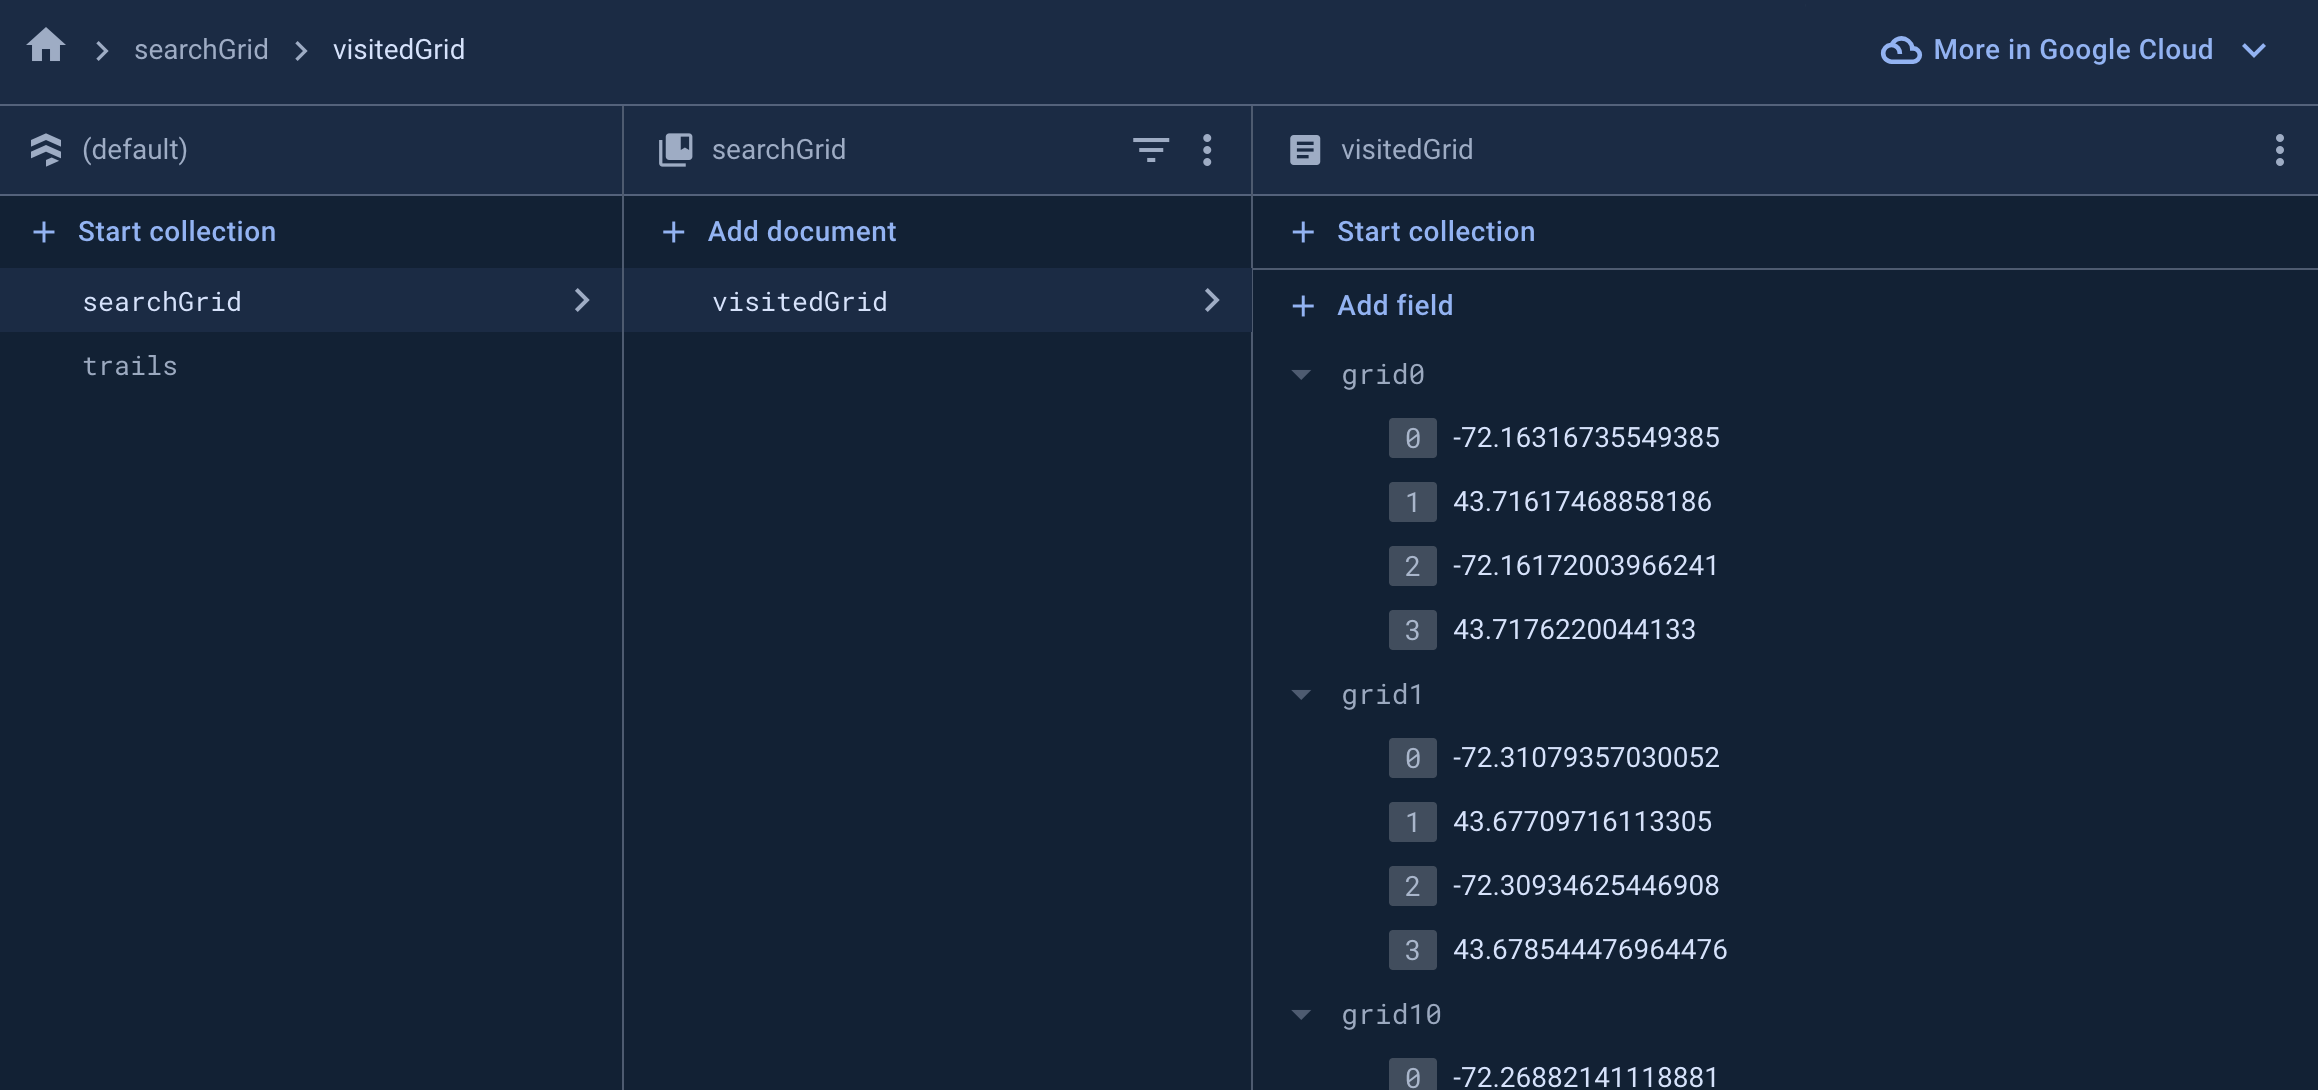 searchGrid visitedGrid More in Google Cloud
(default) searchGrid visitedGrid
Start collection
searchGrid
trails
Add document
visitedGrid
Start collection
Add field
grid0
0 -72.16316735549385
1 43.71617468858186
2 -72.16172003966241
3 43.7176220044133
grid1
0 -72.31079357030052
1 43.67709716113305
2 -72.30934625446908
3 43.678544476964476
grid10
0 -72.26882141118881